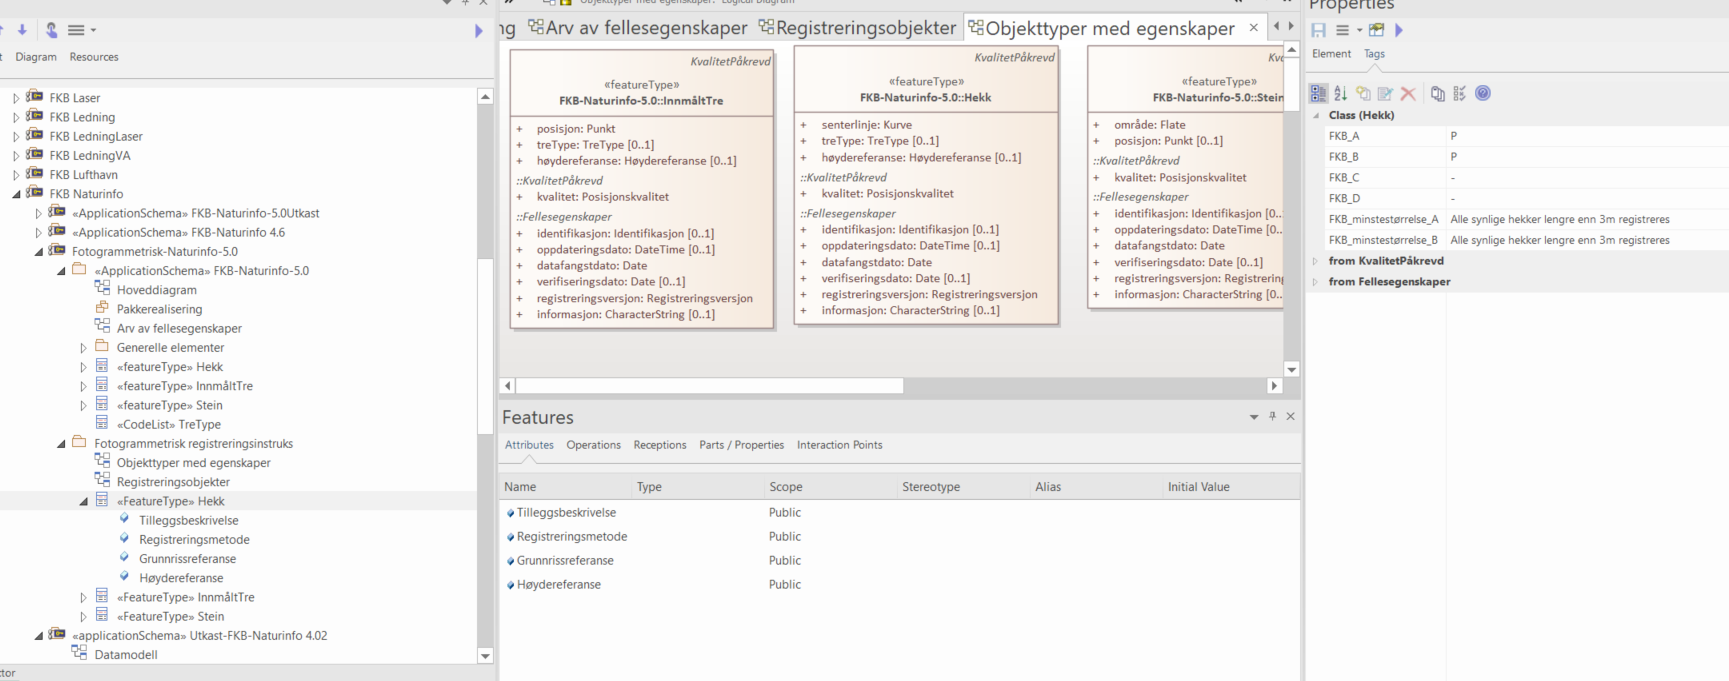 Diagram Resources
FKB Laser
FKB Ledning
FKB LedningLaser
FKB LedningVA
FKB Lufthavn
FKB Naturinfo
«ApplicationSchema» FKB-Naturinfo-5.0Utkast
«ApplicationSchema» FKB-Naturinfo 4.6
Fotogrammetrisk-Naturinfo-5.0
«ApplicationSchema» FKB-Naturinfo-5.0
Hoveddiagram
Pakkerealisering
Arv av fellesegenskaper
Generelle elementer
«featureType» Hekk
«featureType» InnmåltTre
«featureType» Stein
«CodeList» TreType
Fotogrammetrisk registreringsinstruks
Objekttyper med egenskaper
Registreringsobjekter
«FeatureType» Hekk
Tilleggsbeskrivelse
Registreringsmetode
Grunnrissreferanse
Høydereferanse
«FeatureType» InnmåltTre
«FeatureType» Stein
«applicationSchema» Utkast-FKB-Naturinfo 4.02
Datamodell
tor
Objekttyper med egenskaper: Logical Diagram
ng Arv av fellesegenskaper Registreringsobjekter Objekttyper med egenskaper ×
KvalitetPåkrevd
«featureType»
FKB-Naturinfo-5.0::InnmåltTre
+ posisjon: Punkt
+ treType: TreType [0..1]
+ høydereferanse: Høydereferanse [0..1]
::KvalitetPåkrevd
+ kvalitet: Posisjonskvalitet
::Fellesegenskaper
+ identifikasjon: Identifikasjon [0..1]
+ oppdateringsdato: DateTime [0..1]
+ datafangstdato: Date
+ verifiseringsdato: Date [0..1]
+ registreringsversjon: Registreringsversjon
+ informasjon: CharacterString [0..1]
KvalitetPåkrevd
«featureType»
FKB-Naturinfo-5.0::Hekk
+ senterlinje: Kurve
+ treType: TreType [0..1]
+ høydereferanse: Høydereferanse [0..1]
::KvalitetPåkrevd
+ kvalitet: Posisjonskvalitet
::Fellesegenskaper
+ identifikasjon: Identifikasjon [0..1]
+ oppdateringsdato: DateTime [0..1]
+ datafangstdato: Date
+ verifiseringsdato: Date [0..1]
+ registreringsversjon: Registreringsversjon
+ informasjon: CharacterString [0..1]
Kva
«featureType»
FKB-Naturinfo-5.0::Stein
+ område: Flate
+ posisjon: Punkt [0..1]
::KvalitetPåkrevd
+ kvalitet: Posisjonskvalitet
::Fellesegenskaper
+ identifikasjon: Identifikasjon [0..
+ oppdateringsdato: DateTime [0..
+ datafangstdato: Date
+ verifiseringsdato: Date [0..1]
+ registreringsversjon: Registrering
+ informasjon: CharacterString [0..
Features
Attributes Operations Receptions Parts / Properties Interaction Points
Name Type Scope Stereotype Alias Initial Value
Tilleggsbeskrivelse Public
Registreringsmetode Public
Grunnrissreferanse Public
Høydereferanse Public
Properties
Element Tags
Class (Hekk)
FKB_A P
FKB_B P
FKB_C -
FKB_D -
FKB_minstestørrelse_A Alle synlige hekker lengre enn 3m registreres
FKB_minstestørrelse_B Alle synlige hekker lengre enn 3m registreres
from KvalitetPåkrevd
from Fellesegenskaper